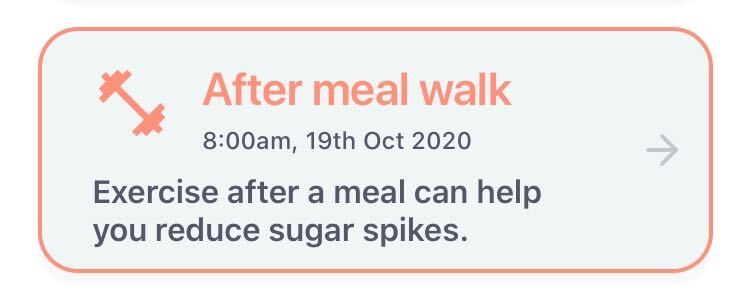 After meal walk
8:00am, 19th Oct 2020
Exercise after a meal can help
you reduce sugar spikes.